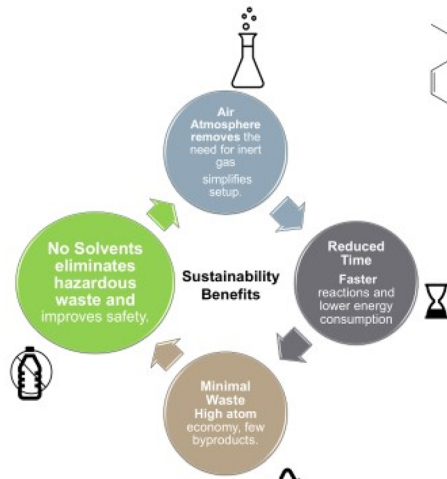 Air
Atmosphere
removes the
need for inert
gas
simplifies
setup.
No Solvents
eliminates
hazardous
waste and
improves safety.
Sustainability
Benefits
Reduced
Time
Faster
reactions and
lower energy
consumption
Minimal
Waste
High atom
economy, few
byproducts.